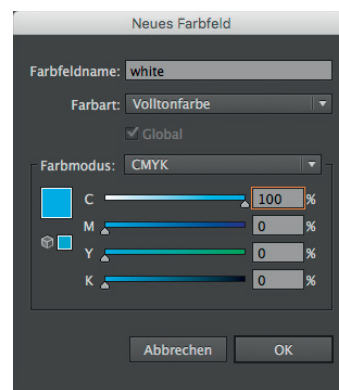 Neues Farbfeld
Farbfeldname: white
Farbart: Volltonfarbe
Global
Farbmodus: CMYK
C 100 %
M 0 %
Y 0 %
K 0 %
Abbrechen OK